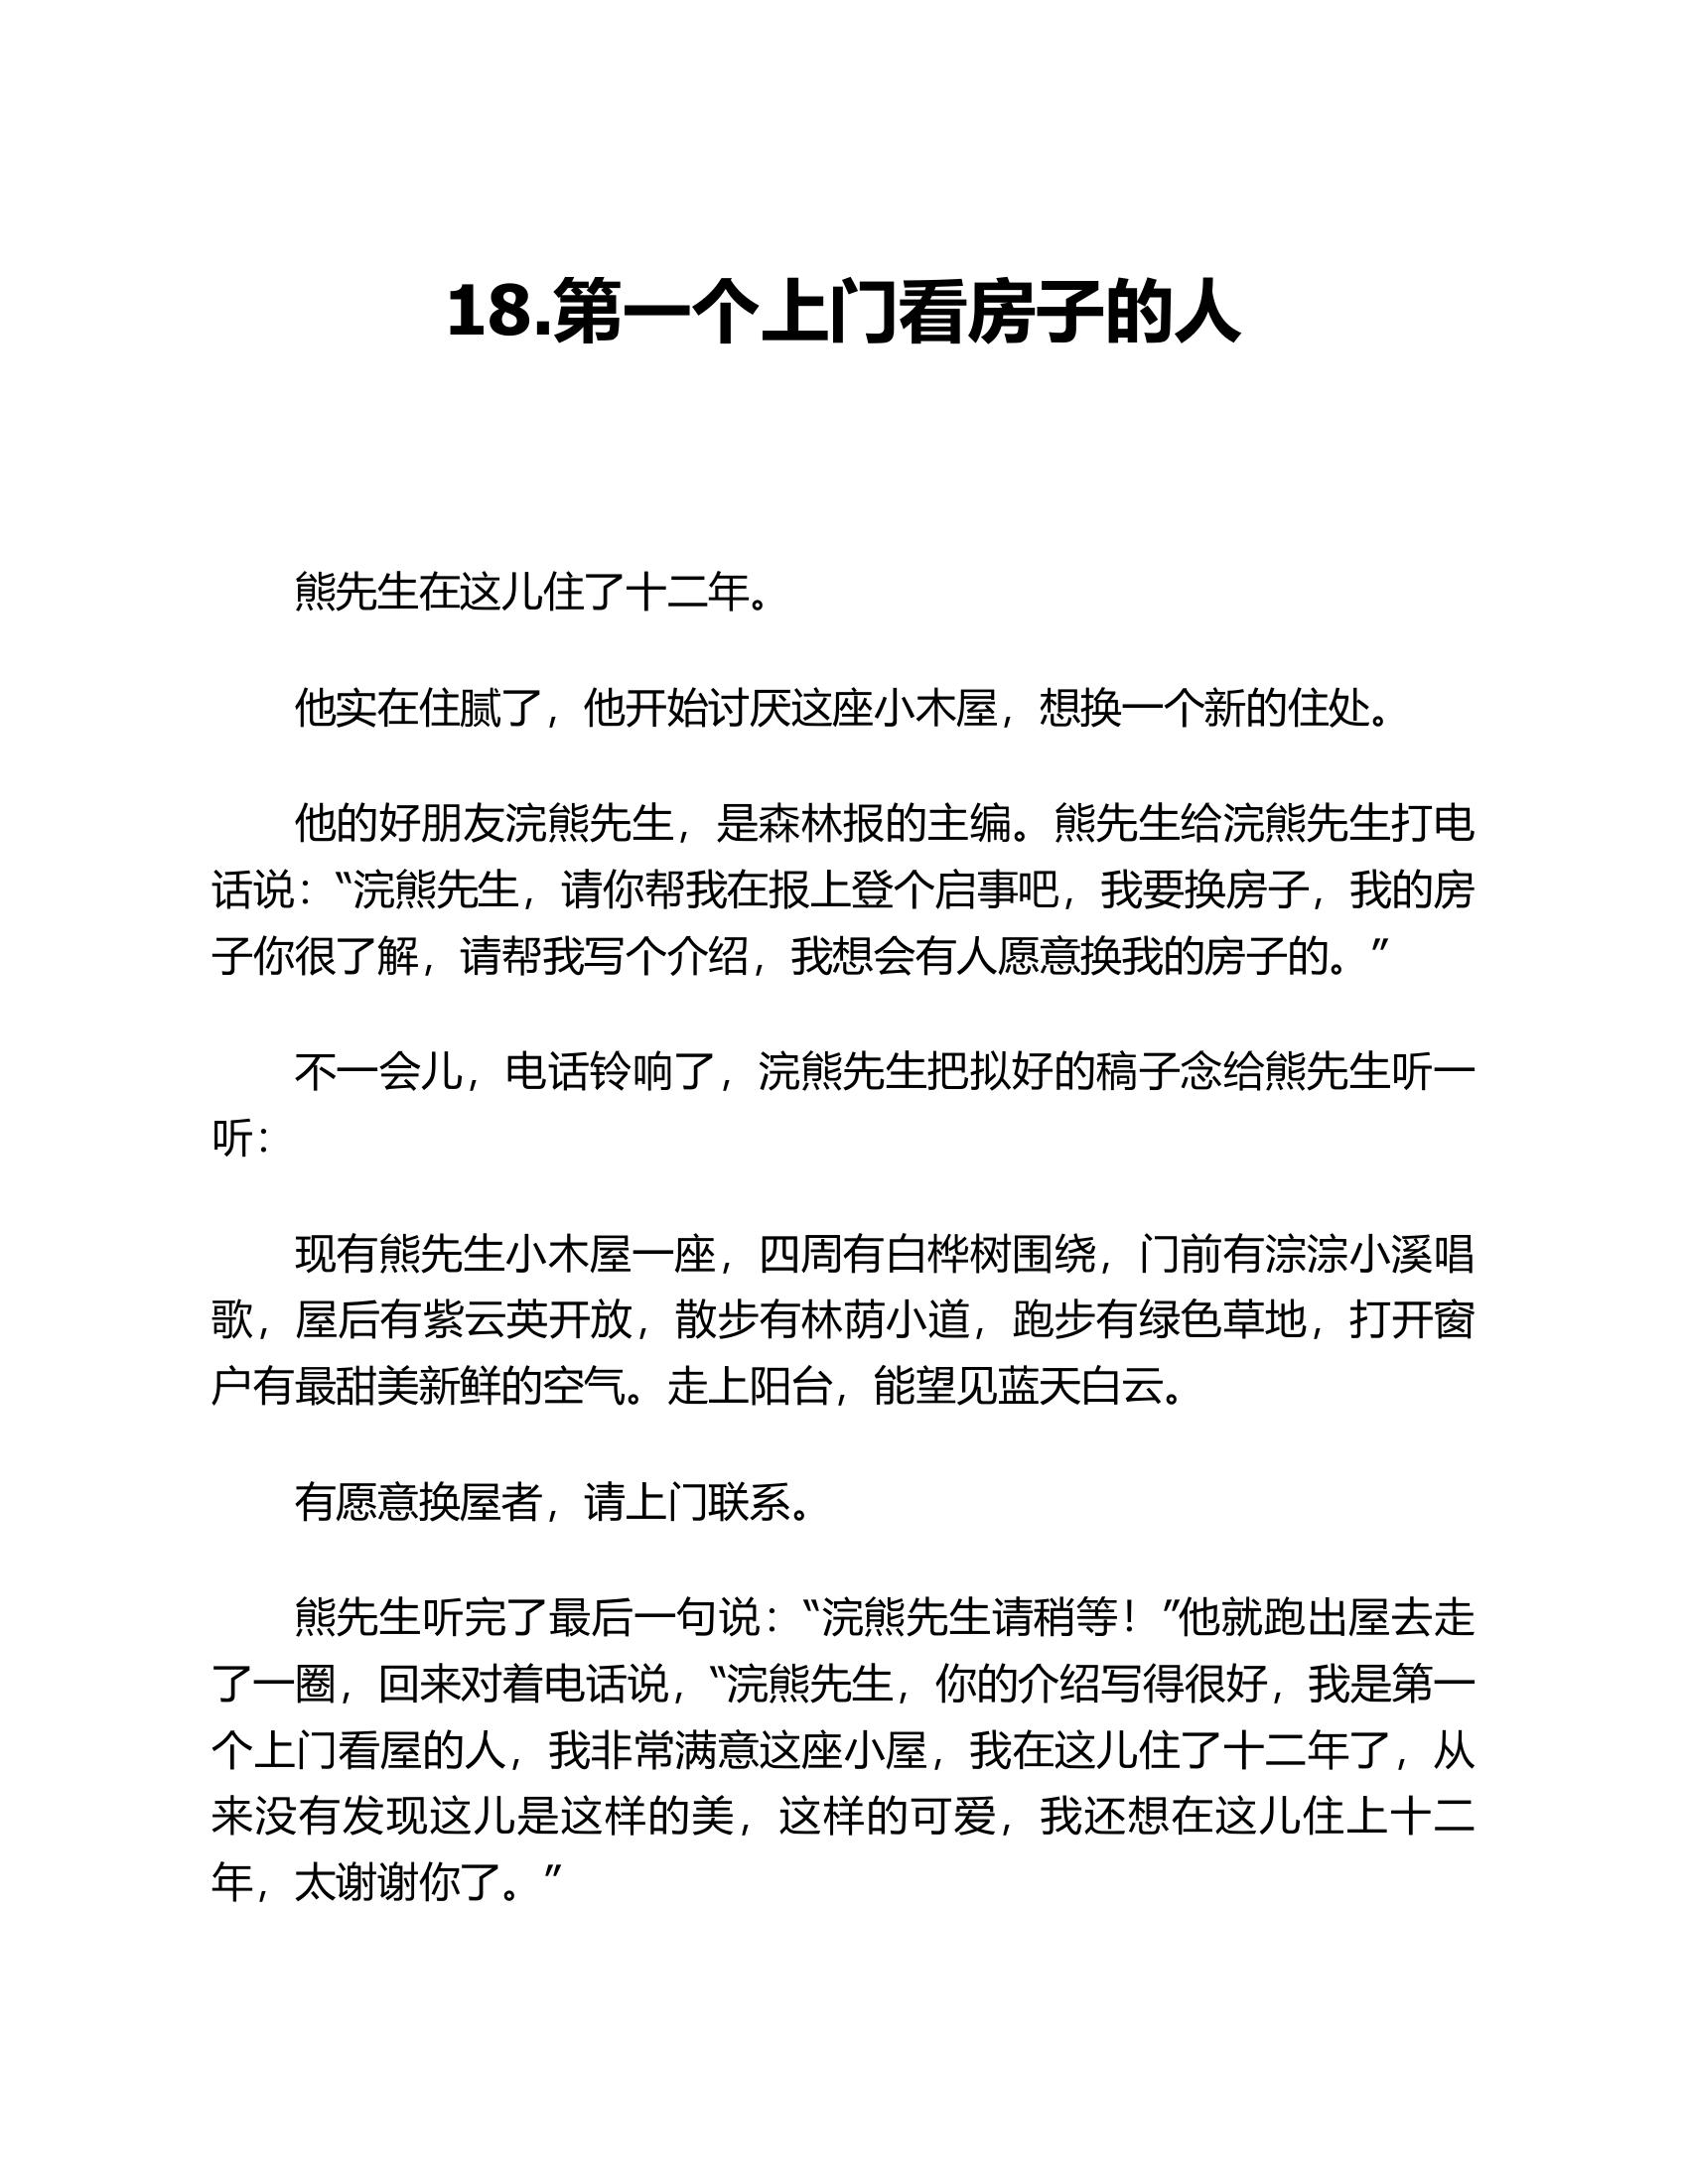 18.第一个上门看房子的人
熊先生在这儿住了十二年。
他实在住腻了，他开始讨厌这座小木屋，想换一个新的住处。
他的好朋友浣熊先生，是森林报的主编。熊先生给浣熊先生打电
话说：“浣熊先生，请你帮我在报上登个启事吧，我要换房子，我的房
子你很了解，请帮我写个介绍，我想会有人愿意换我的房子的。”
不一会儿，电话铃响了，浣熊先生把拟好的稿子念给熊先生听一
听：
现有熊先生小木屋一座，四周有白桦树围绕，门前有淙淙小溪唱
歌，屋后有紫云英开放，散步有林荫小道，跑步有绿色草地，打开窗
户有最甜美新鲜的空气。走上阳台，能望见蓝天白云。
有愿意换屋者，请上门联系。
熊先生听完了最后一句说：“浣熊先生请稍等！”他就跑出屋去走
了一圈，回来对着电话说，“浣熊先生，你的介绍写得很好，我是第一
个上门看屋的人，我非常满意这座小屋，我在这儿住了十二年了，从
来没有发现这儿是这样的美，这样的可爱，我还想在这儿住上十二
年，太谢谢你了。”